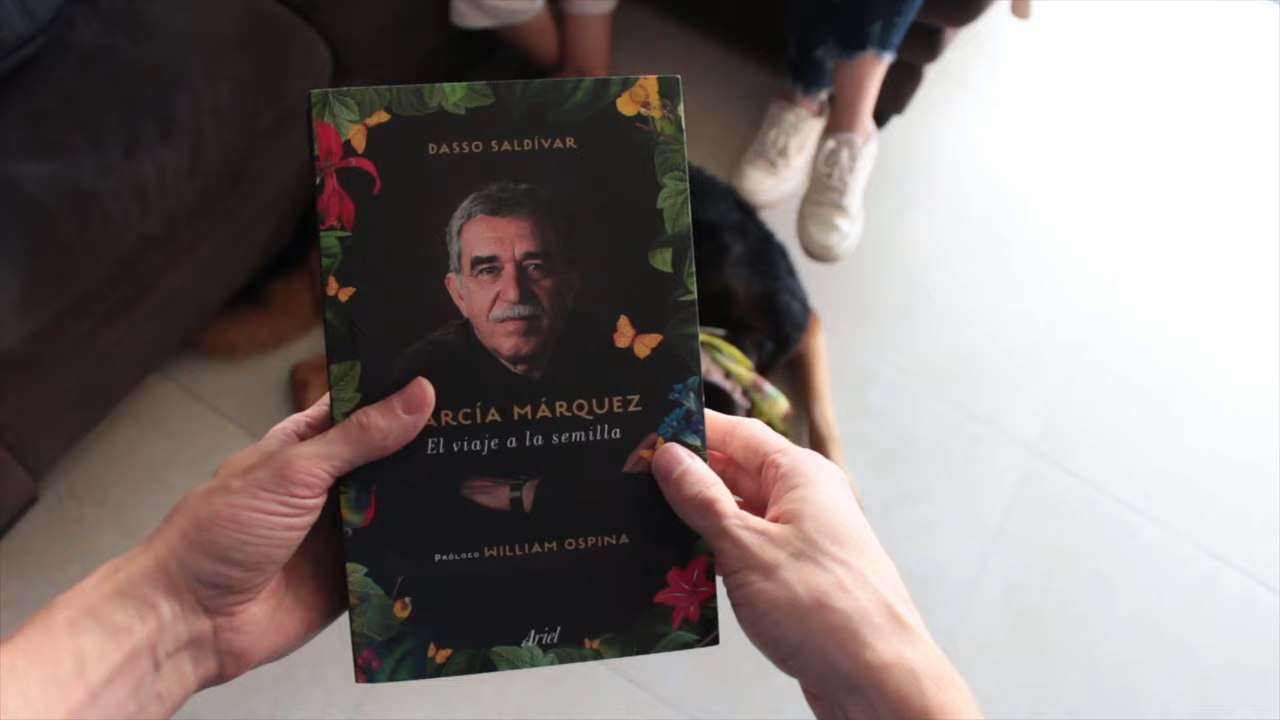 DASSO SALDÍVAR
ARCÍA MÁRQUEZ
El viaje a la semilla
PRÓLOGO WILLIAM OSPINA
Ariel